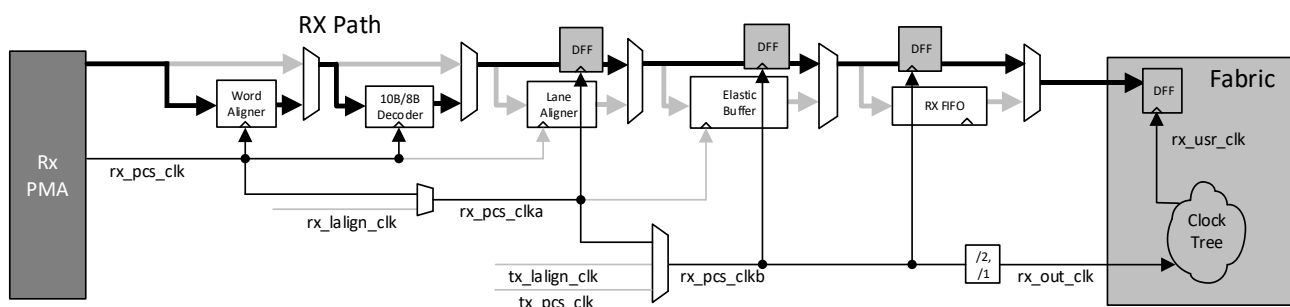 RX Path
DFF
DFF
DFF
Fabric
DFF
Word
Aligner
10B/8B
Decoder
Lane
Aligner
Elastic
Buffer
RX FIFO
rx_usr_clk
Rx
PMA
rx_pcs_clk
rx_lalign_clk
rx_pcs_clka
Clock
Tree
tx_lalign_clk
tx_pcs_clk
rx_pcs_clkb
/2,
/1
rx_out_clk